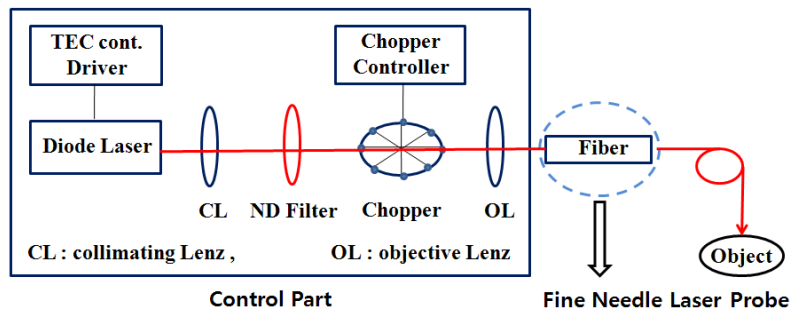 TEC cont.
Driver
Chopper
Controller
Diode Laser
Fiber
CL
ND Filter
Chopper
OL
CL : collimating Lenz ,
OL : objective Lenz
Object
Control Part
Fine Needle Laser Probe